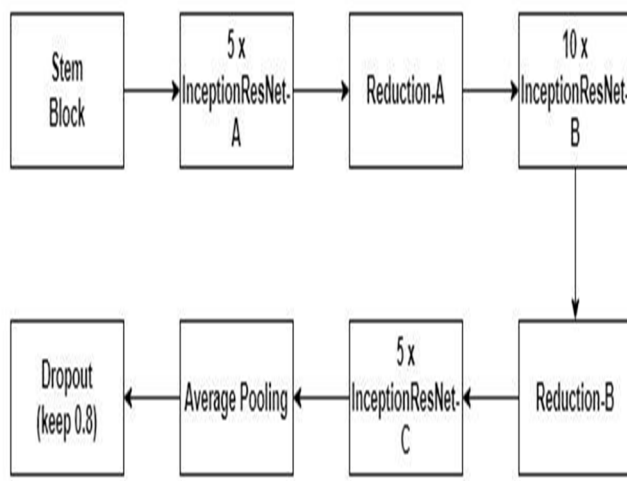 Stem
Block
5 x
InceptionResNet-
A
Reduction-A
10 x
InceptionResNet-
B
Reduction-B
5 x
InceptionResNet-
C
Average Pooling
Dropout
(keep 0.8)